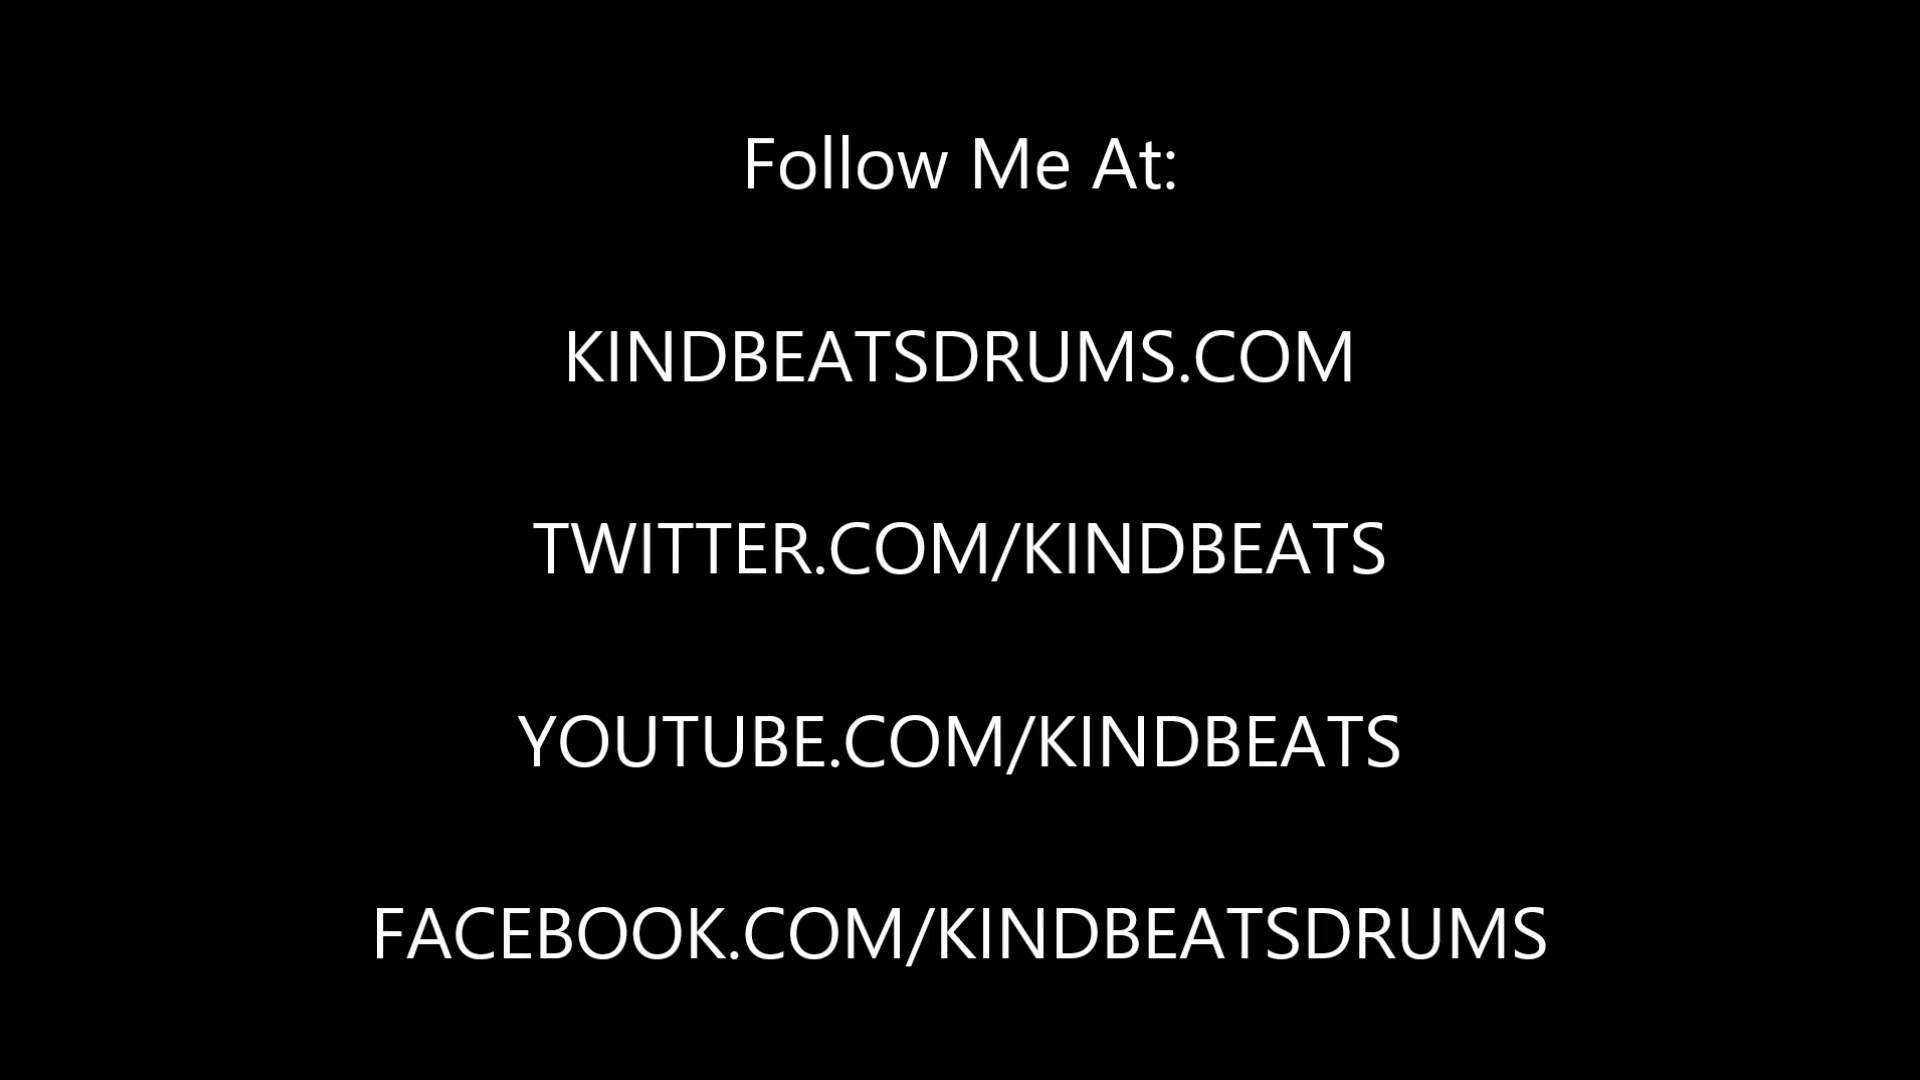 Follow Me At:
KINDBEATSDRUMS.COM
TWITTER.COM/KINDBEATS
YOUTUBE.COM/KINDBEATS
FACEBOOK.COM/KINDBEATSDRUMS